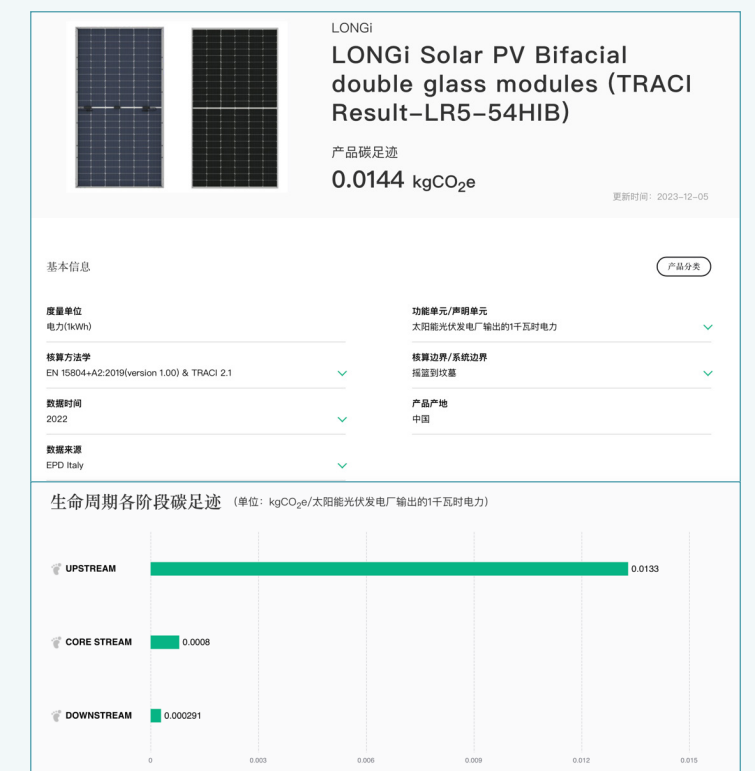 LONGi
LONGi Solar PV Bifacial
double glass modules (TRACI
Result-LR5-54HIB)
产品碳足迹
0.0144 kgCO₂e
更新时间：2023-12-05
基本信息
产品分类
度量单位
电力(1kWh)
功能单元/声明单元
太阳能光伏发电厂输出的1千瓦时电力
核算方法学
EN 15804+A2:2019(version 1.00) & TRACI 2.1
核算边界/系统边界
摇篮到坟墓
数据时间
2022
产品产地
中国
数据来源
EPD Italy
生命周期各阶段碳足迹 （单位：kgCO₂e/太阳能光伏发电厂输出的1千瓦时电力）
UPSTREAM 0.0133
CORE STREAM 0.0008
DOWNSTREAM 0.000291
0 0.003 0.006 0.009 0.012 0.015